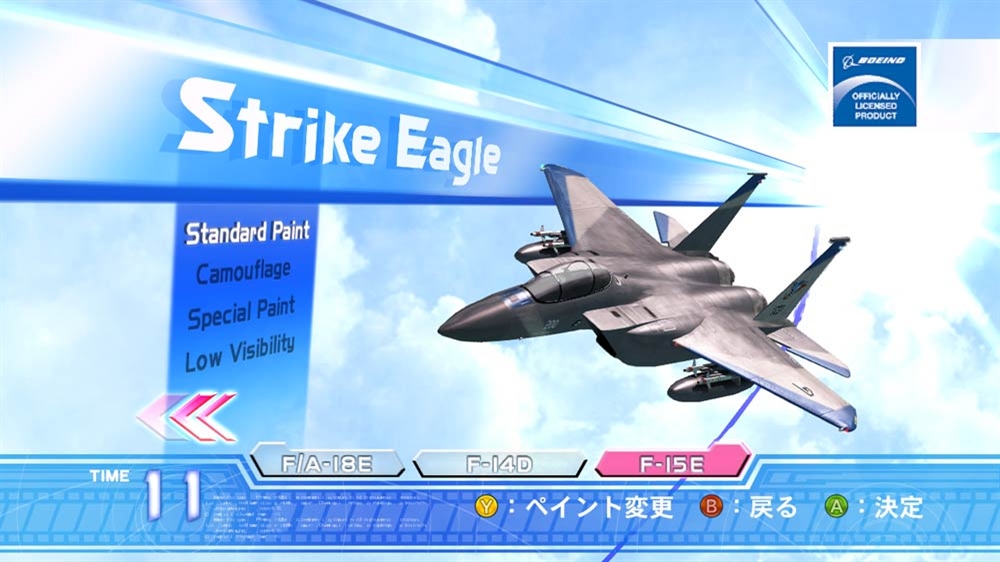 BOEING
OFFICIALLY
LICENSED
PRODUCT
Strike Eagle
Standard Paint
Camouflage
Special Paint
Low Visibility
200
F/A-18E
F-14D
F-15E
TIME
11
Y：ペイント変更
B：戻る
A：決定